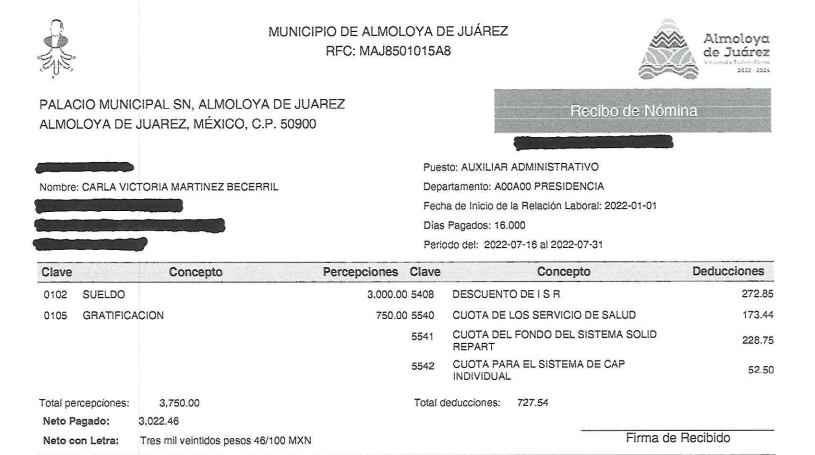 MUNICIPIO DE ALMOLOYA DE JUÁREZ
RFC: MAJ8501015A8
Almoloya
de Juárez
2022 - 2024
PALACIO MUNICIPAL SN, ALMOLOYA DE JUAREZ
ALMOLOYA DE JUAREZ, MÉXICO, C.P. 50900
Recibo de Nómina
Nombre: CARLA VICTORIA MARTINEZ BECERRIL
Puesto: AUXILIAR ADMINISTRATIVO
Departamento: A00A00 PRESIDENCIA
Fecha de Inicio de la Relación Laboral: 2022-01-01
Días Pagados: 16.000
Periodo del: 2022-07-16 al 2022-07-31
Clave Concepto Percepciones Clave Concepto Deducciones
0102 SUELDO 3,000.00 5408 DESCUENTO DE I S R 272.85
0105 GRATIFICACION 750.00 5540 CUOTA DE LOS SERVICIO DE SALUD 173.44
5541 CUOTA DEL FONDO DEL SISTEMA SOLID
REPART 228.75
5542 CUOTA PARA EL SISTEMA DE CAP
INDIVIDUAL 52.50
Total percepciones: 3,750.00 Total deducciones: 727.54
Neto Pagado: 3,022.46
Neto con Letra: Tres mil veintidos pesos 46/100 MXN
Firma de Recibido